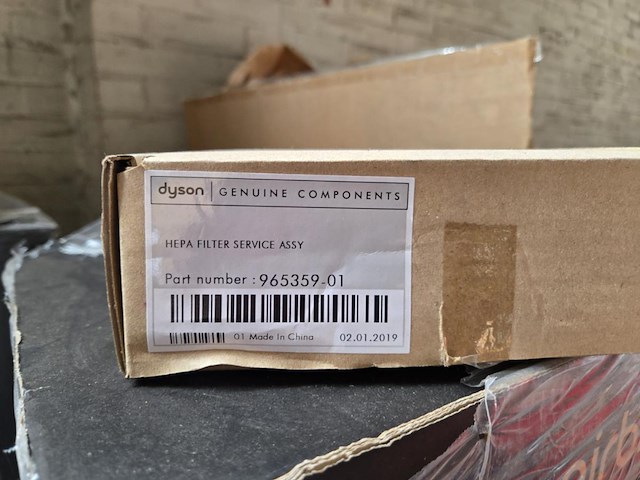 dyson GENUINE COMPONENTS
HEPA FILTER SERVICE ASSY
Part number : 965359-01
01 Made In China 02.01.2019